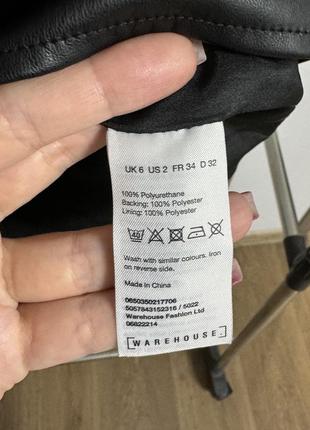 UK 6 US 2 FR 34 D 32
100% Polyurethane
Backing: 100% Polyester
Lining: 100% Polyester
40
Wash with similar colours. Iron
on reverse side.
Made in China
0650350217706
5057843152316 / 5022
Warehouse Fashion Ltd
06822214
[WAREHOUSE]